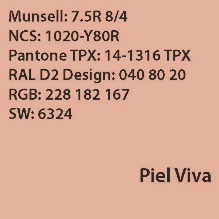 Munsell: 7.5R 8/4
NCS: 1020-Y80R
Pantone TPX: 14-1316 TPX
RAL D2 Design: 040 80 20
RGB: 228 182 167
SW: 6324
Piel Viva